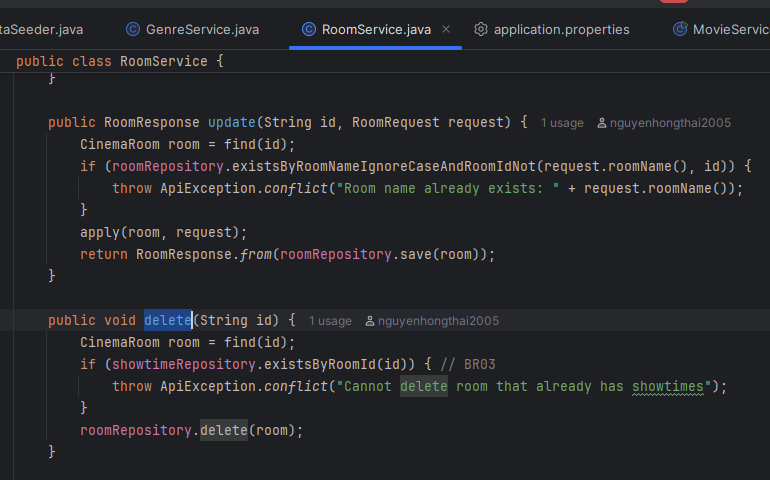 taSeeder.java GenreService.java RoomService.java application.properties MovieServic
public class RoomService {
}
public RoomResponse update(String id, RoomRequest request) { 1 usage nguyenhongthai2005
CinemaRoom room = find(id);
if (roomRepository.existsByRoomNameIgnoreCaseAndRoomIdNot(request.roomName(), id)) {
throw ApiException.conflict("Room name already exists: " + request.roomName());
}
apply(room, request);
return RoomResponse.from(roomRepository.save(room));
}
public void delete(String id) { 1 usage nguyenhongthai2005
CinemaRoom room = find(id);
if (showtimeRepository.existsByRoomId(id)) { // BR03
throw ApiException.conflict("Cannot delete room that already has showtimes");
}
roomRepository.delete(room);
}